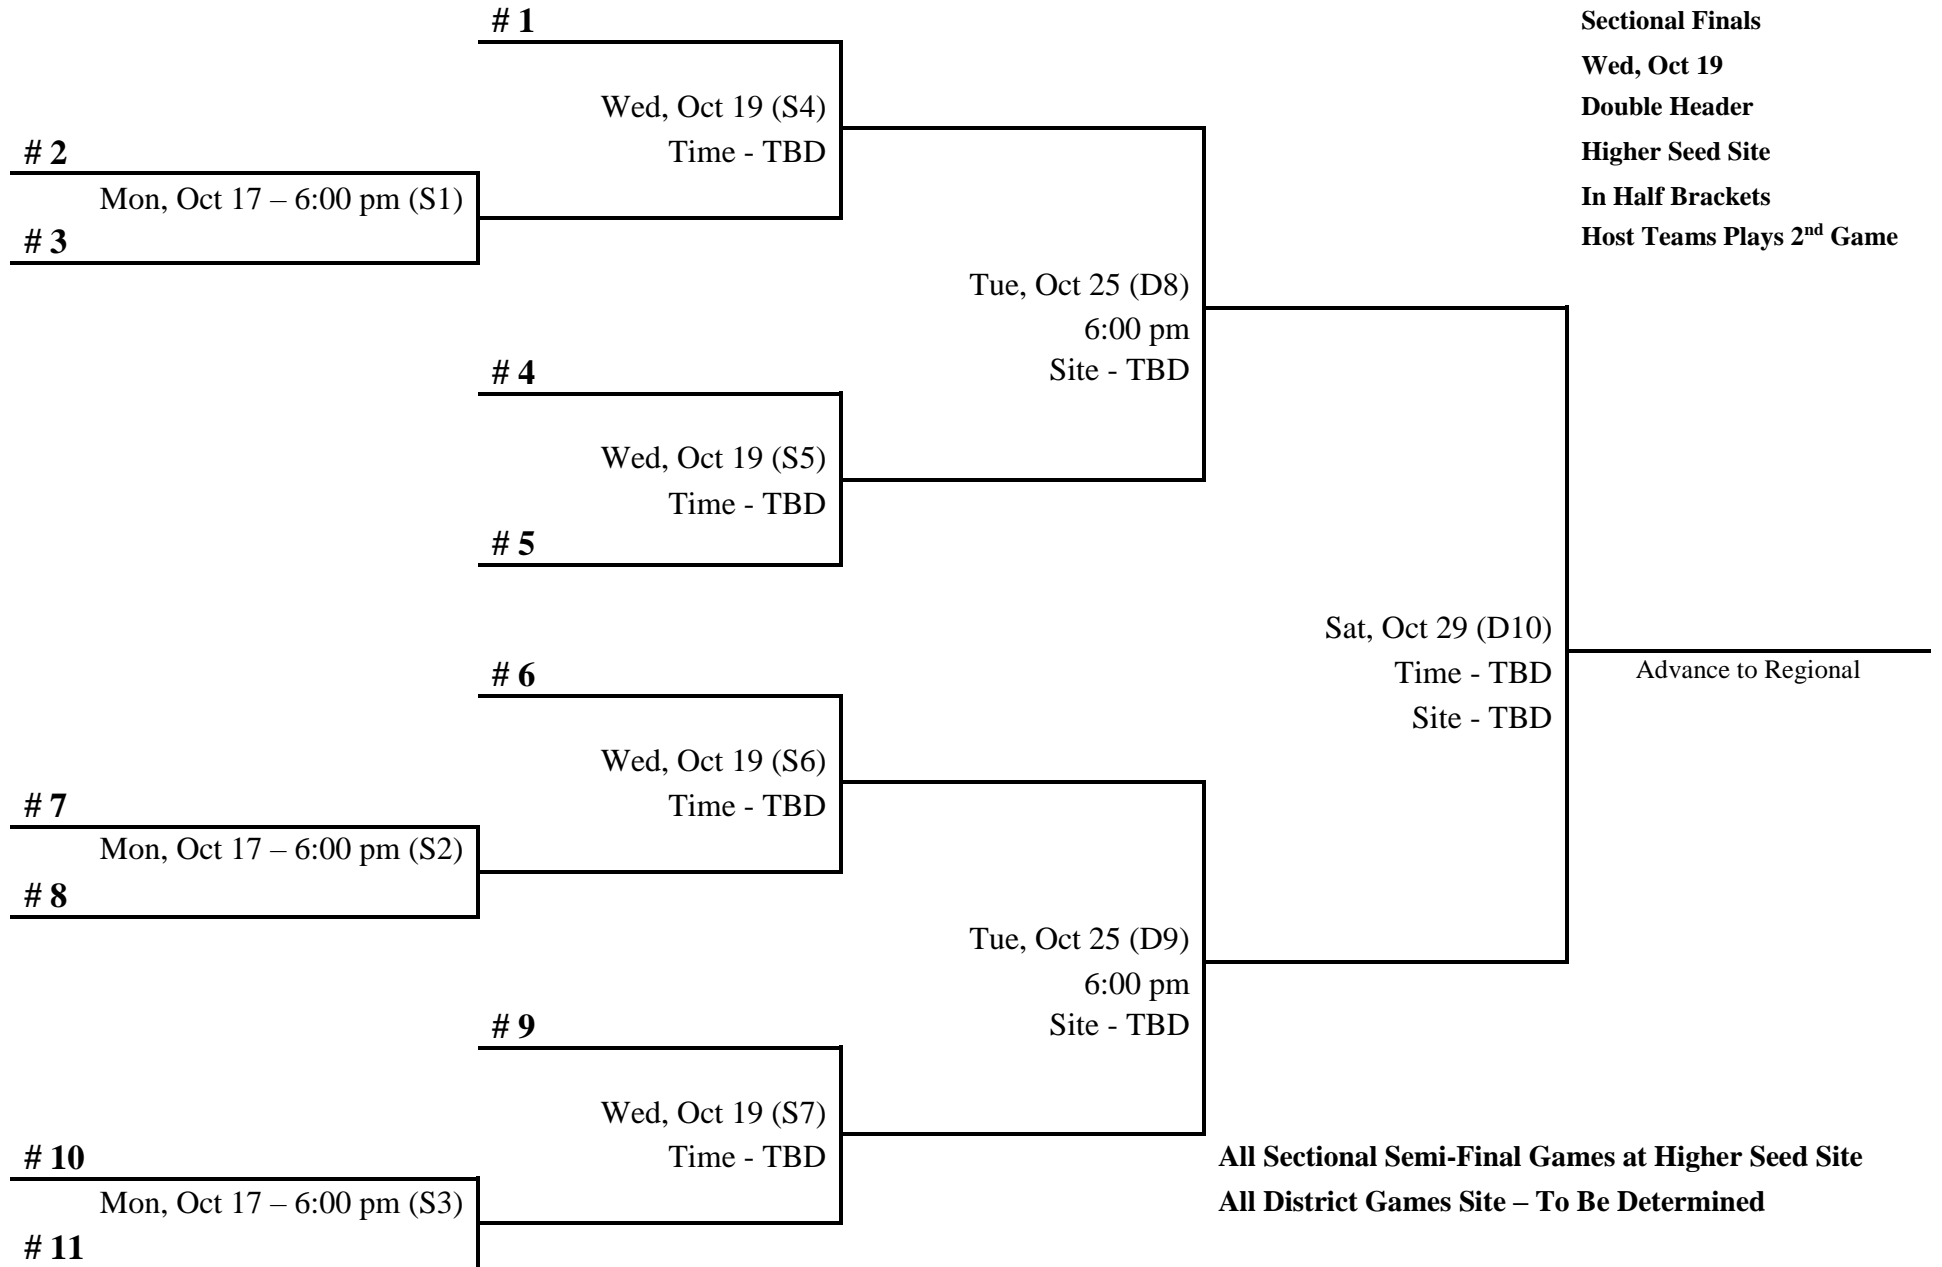 # 1
Sectional Finals
Wed, Oct 19
Double Header
Higher Seed Site
In Half Brackets
Host Teams Plays 2nd Game
Wed, Oct 19 (S4)
Time - TBD
# 2
Mon, Oct 17 – 6:00 pm (S1)
# 3
Tue, Oct 25 (D8)
6:00 pm
Site - TBD
# 4
Wed, Oct 19 (S5)
Time - TBD
# 5
Sat, Oct 29 (D10)
Time - TBD
Site - TBD
Advance to Regional
# 6
Wed, Oct 19 (S6)
Time - TBD
# 7
Mon, Oct 17 – 6:00 pm (S2)
# 8
Tue, Oct 25 (D9)
6:00 pm
Site - TBD
# 9
Wed, Oct 19 (S7)
Time - TBD
# 10
Mon, Oct 17 – 6:00 pm (S3)
# 11
All Sectional Semi-Final Games at Higher Seed Site
All District Games Site – To Be Determined